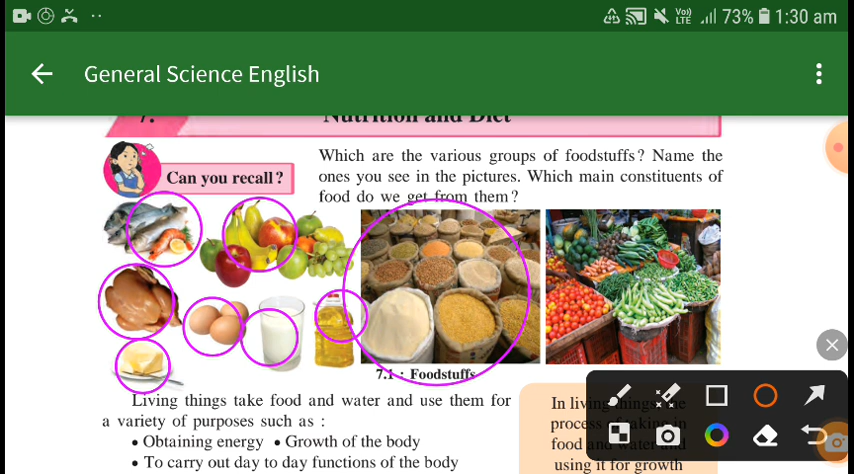 Vo))
LTE
73%
1:30 am
General Science English
7.
Nutrition and Diet
Can you recall?
Which are the various groups of foodstuffs? Name the
ones you see in the pictures. Which main constituents of
food do we get from them?
7.1 : Foodstuffs
Living things take food and water and use them for
a variety of purposes such as :
• Obtaining energy • Growth of the body
• To carry out day to day functions of the body
In living things, the
process of taking in
food and water and
using it for growth